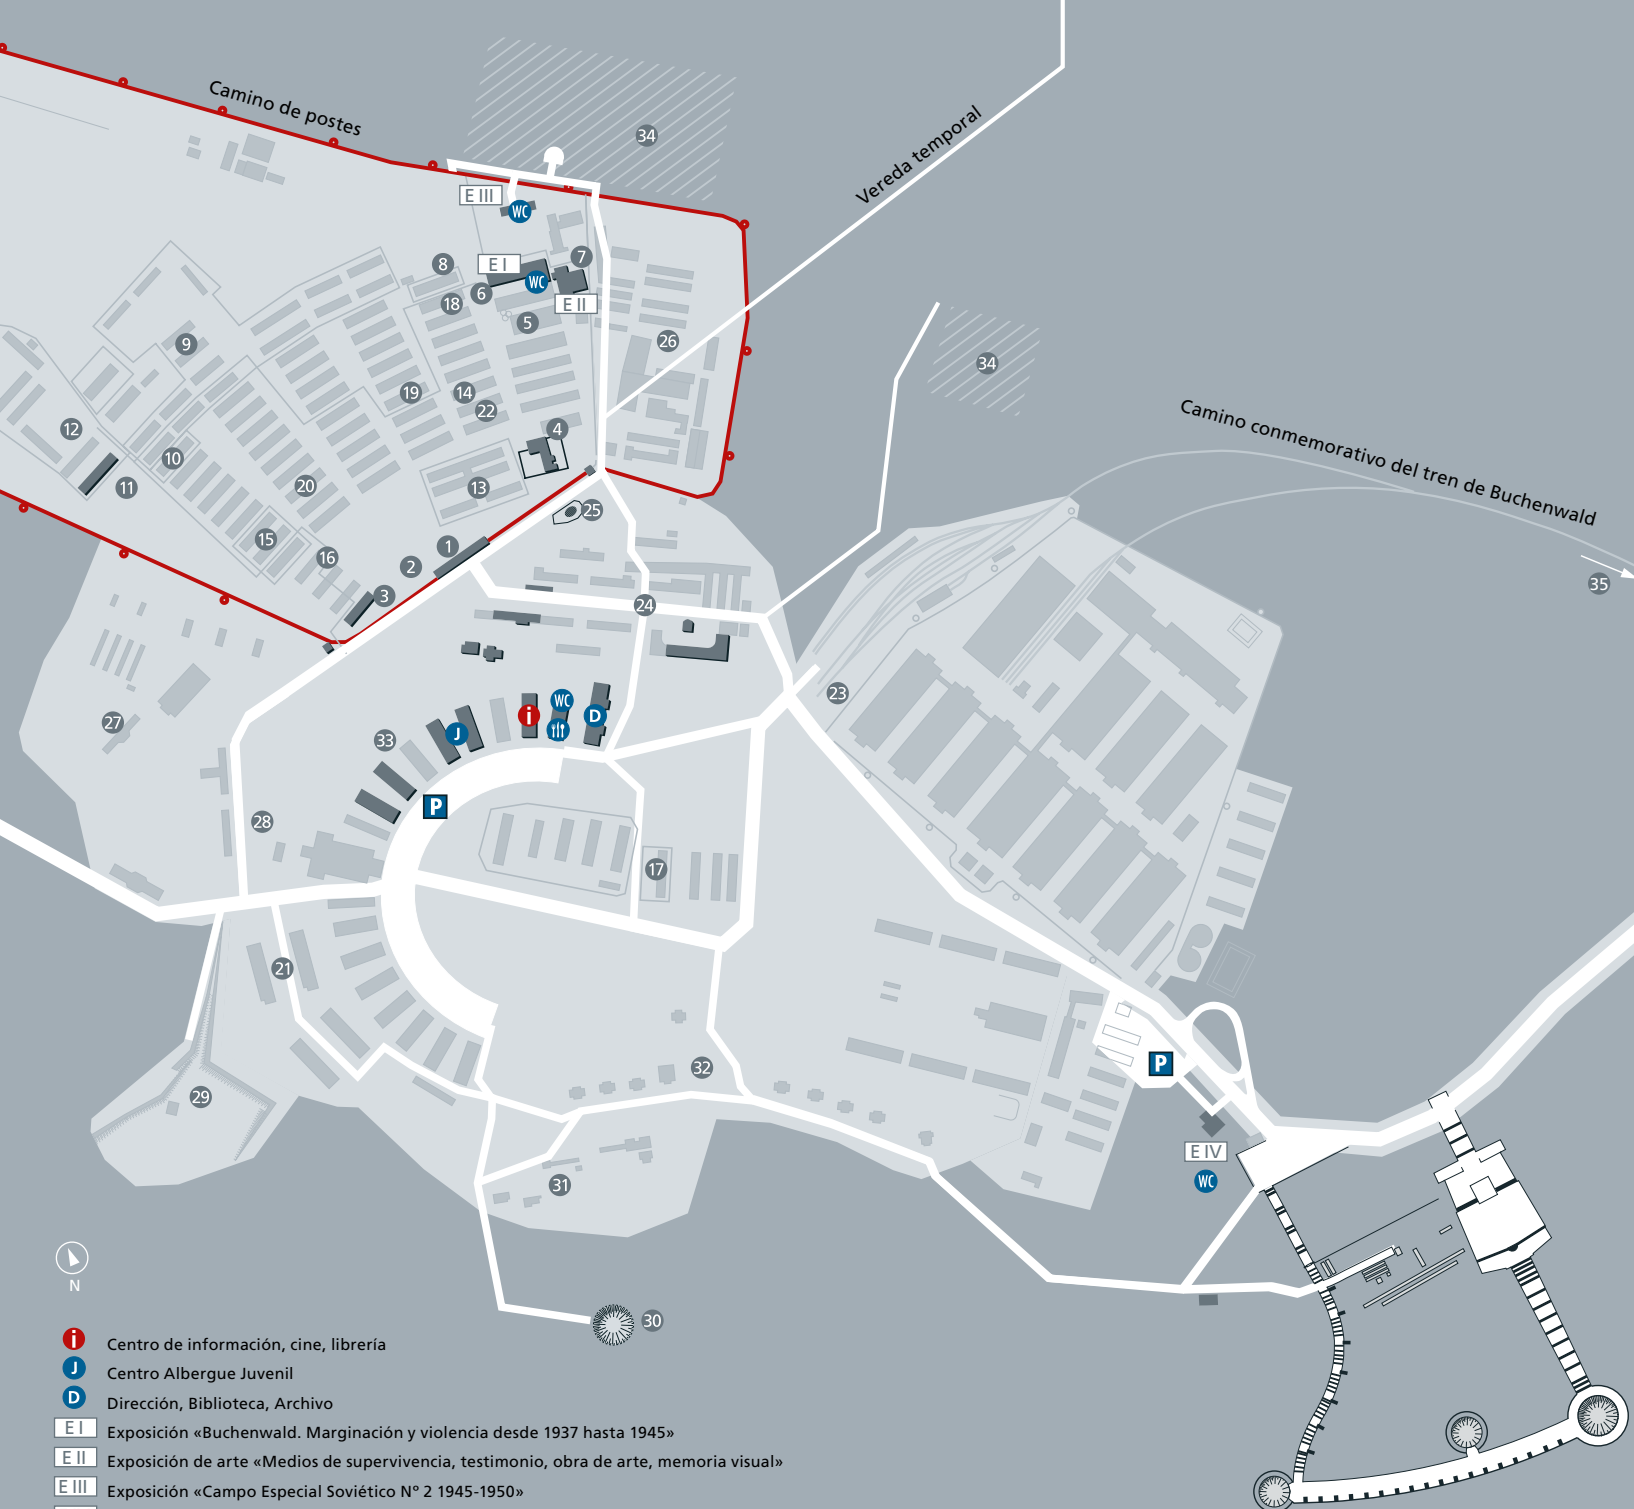 Camino de postes
34
Vereda temporal
E III
WC
E I
WC
7
8
6
18
E II
5
26
9
34
19
14
22
Camino conmemorativo del tren de Buchenwald
12
4
10
11
20
13
25
15
1
16
2
35
3
24
23
27
WC
i
D
J
33
P
28
17
21
32
P
29
E IV
WC
31
N
30
i Centro de información, cine, librería
J Centro Albergue Juvenil
D Dirección, Biblioteca, Archivo
E I Exposición «Buchenwald. Marginación y violencia desde 1937 hasta 1945»
E II Exposición de arte «Medios de supervivencia, testimonio, obra de arte, memoria visual»
E III Exposición «Campo Especial Soviético Nº 2 1945-1950»